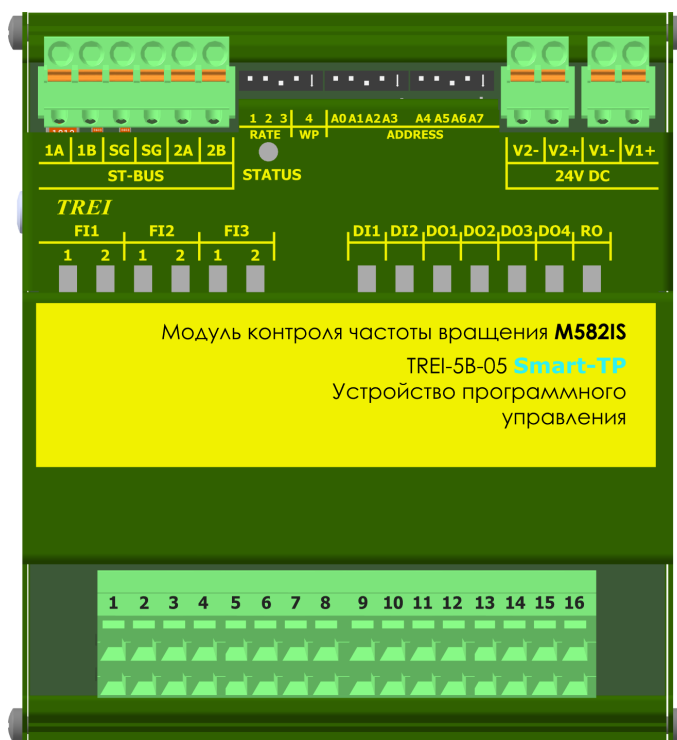 1 2 3 4 A0 A1 A2 A3 A4 A5 A6 A7
RATE WP ADDRESS
1A 1B SG SG 2A 2B
ST-BUS
STATUS
V2- V2+ V1- V1+
24V DC
TREI
FI1 FI2 FI3
1 2 1 2 1 2
DI1 DI2 DO1 DO2 DO3 DO4 RO
Модуль контроля частоты вращения M582IS
TREI-5B-05 Smart-TP
Устройство программного
управления
1 2 3 4 5 6 7 8 9 10 11 12 13 14 15 16